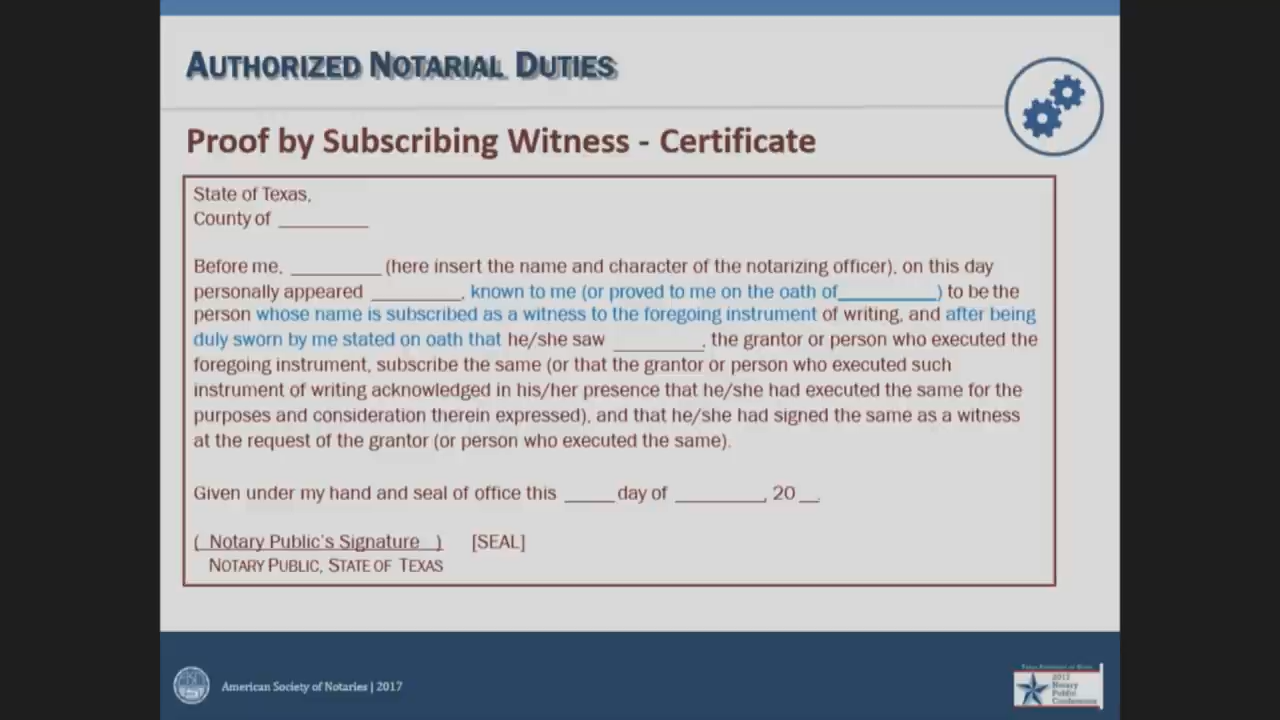 AUTHORIZED NOTARIAL DUTIES
Proof by Subscribing Witness - Certificate
State of Texas,
County of __________
Before me, __________ (here insert the name and character of the notarizing officer), on this day
personally appeared __________, known to me (or proved to me on the oath of__________) to be the
person whose name is subscribed as a witness to the foregoing instrument of writing, and after being
duly sworn by me stated on oath that he/she saw __________, the grantor or person who executed the
foregoing instrument, subscribe the same (or that the grantor or person who executed such
instrument of writing acknowledged in his/her presence that he/she had executed the same for the
purposes and consideration therein expressed), and that he/she had signed the same as a witness
at the request of the grantor (or person who executed the same).
Given under my hand and seal of office this _____ day of __________, 20 __.
( Notary Public's Signature ) [SEAL]
NOTARY PUBLIC, STATE OF TEXAS
American Society of Notaries | 2017
2017
Notary
Public
Conference